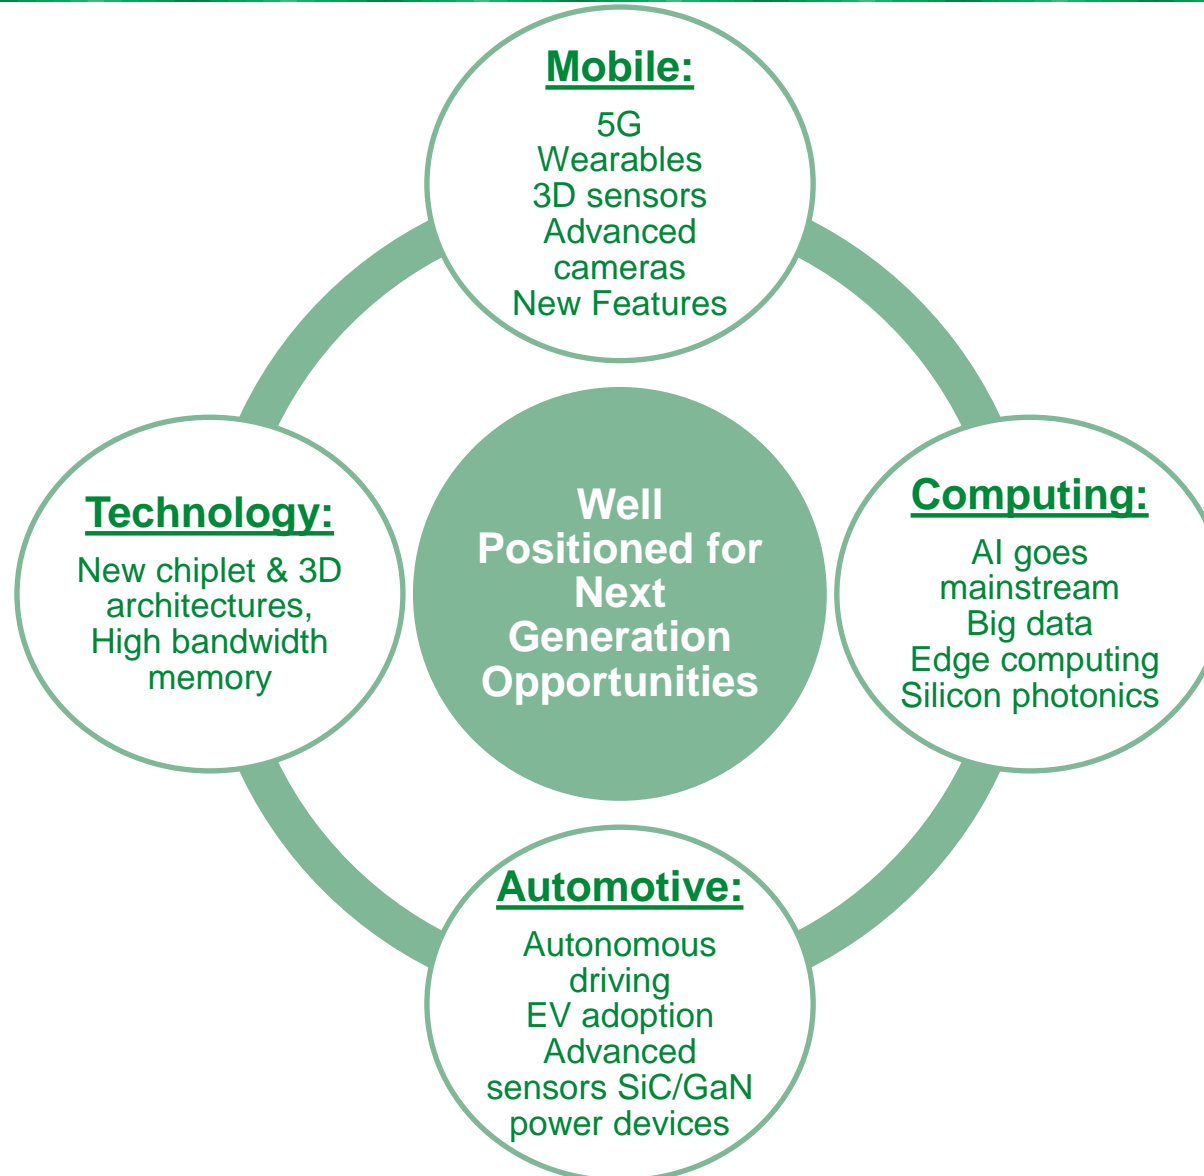 Mobile:
5G
Wearables
3D sensors
Advanced
cameras
New Features
Technology:
New chiplet & 3D
architectures,
High bandwidth
memory
Well
Positioned for
Next
Generation
Opportunities
Computing:
AI goes
mainstream
Big data
Edge computing
Silicon photonics
Automotive:
Autonomous
driving
EV adoption
Advanced
sensors SiC/GaN
power devices